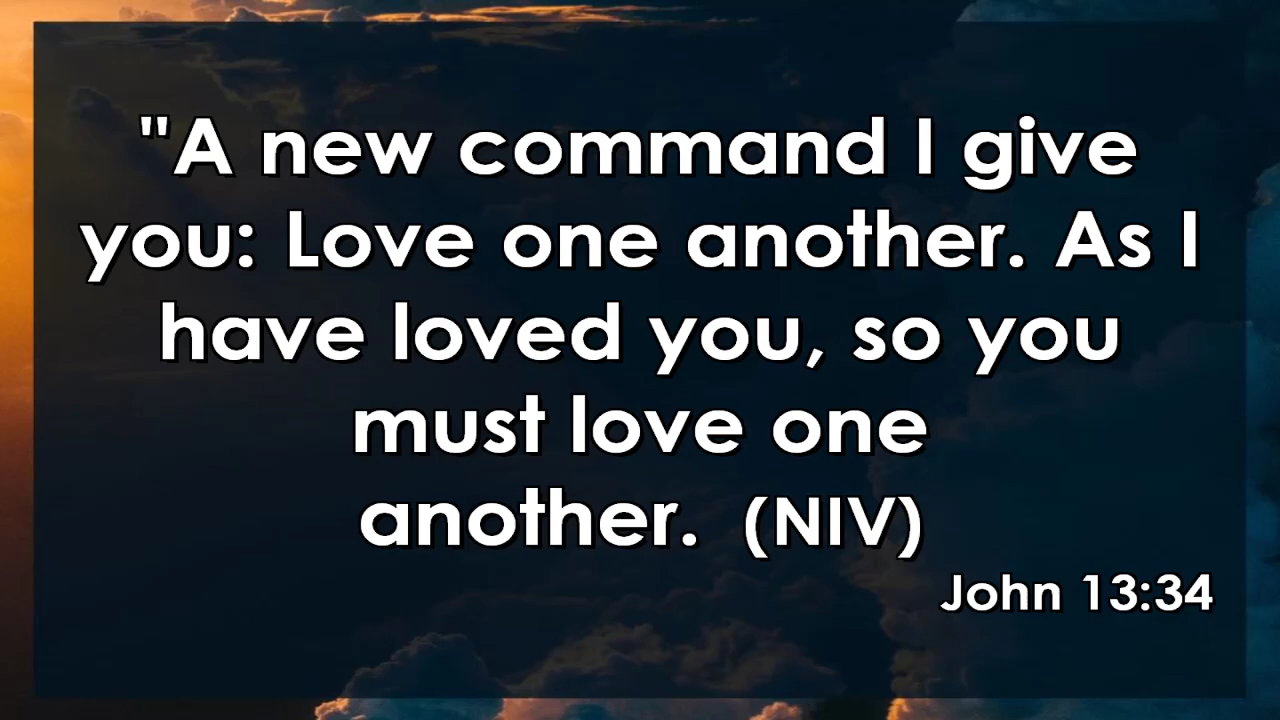 "A new command I give
you: Love one another. As I
have loved you, so you
must love one
another.  (NIV)
John 13:34